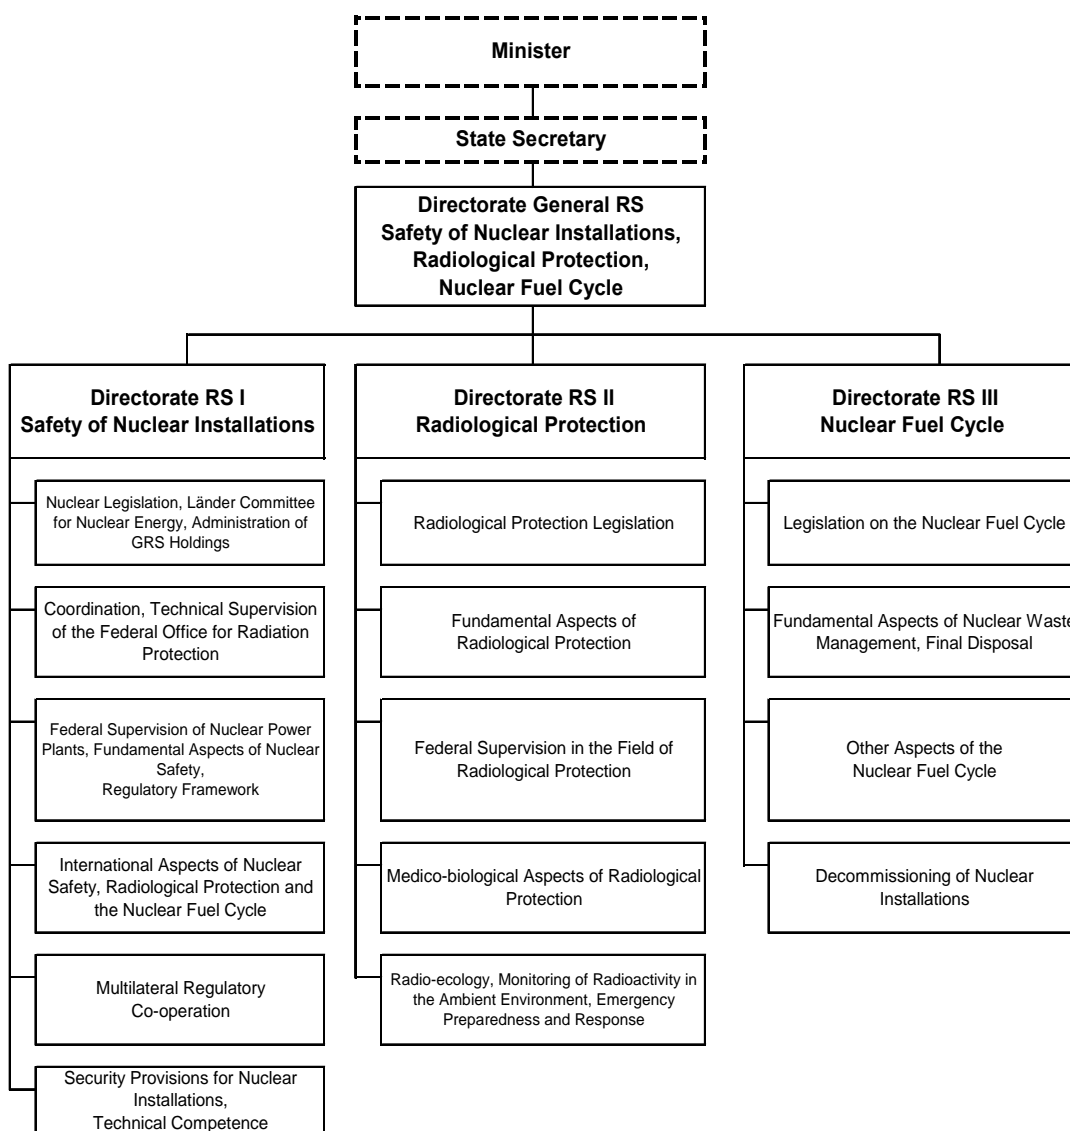 Minister
State Secretary
Directorate General RS
Safety of Nuclear Installations,
Radiological Protection,
Nuclear Fuel Cycle
Directorate RS I
Safety of Nuclear Installations
Directorate RS II
Radiological Protection
Directorate RS III
Nuclear Fuel Cycle
Nuclear Legislation, Länder Committee
for Nuclear Energy, Administration of
GRS Holdings
Coordination, Technical Supervision
of the Federal Office for Radiation
Protection
Federal Supervision of Nuclear Power
Plants, Fundamental Aspects of Nuclear
Safety,
Regulatory Framework
International Aspects of Nuclear
Safety, Radiological Protection and
the Nuclear Fuel Cycle
Multilateral Regulatory
Co-operation
Security Provisions for Nuclear
Installations,
Technical Competence
Radiological Protection Legislation
Fundamental Aspects of
Radiological Protection
Federal Supervision in the Field of
Radiological Protection
Medico-biological Aspects of Radiological
Protection
Radio-ecology, Monitoring of Radioactivity in
the Ambient Environment, Emergency
Preparedness and Response
Legislation on the Nuclear Fuel Cycle
Fundamental Aspects of Nuclear Waste
Management, Final Disposal
Other Aspects of the
Nuclear Fuel Cycle
Decommissioning of Nuclear
Installations